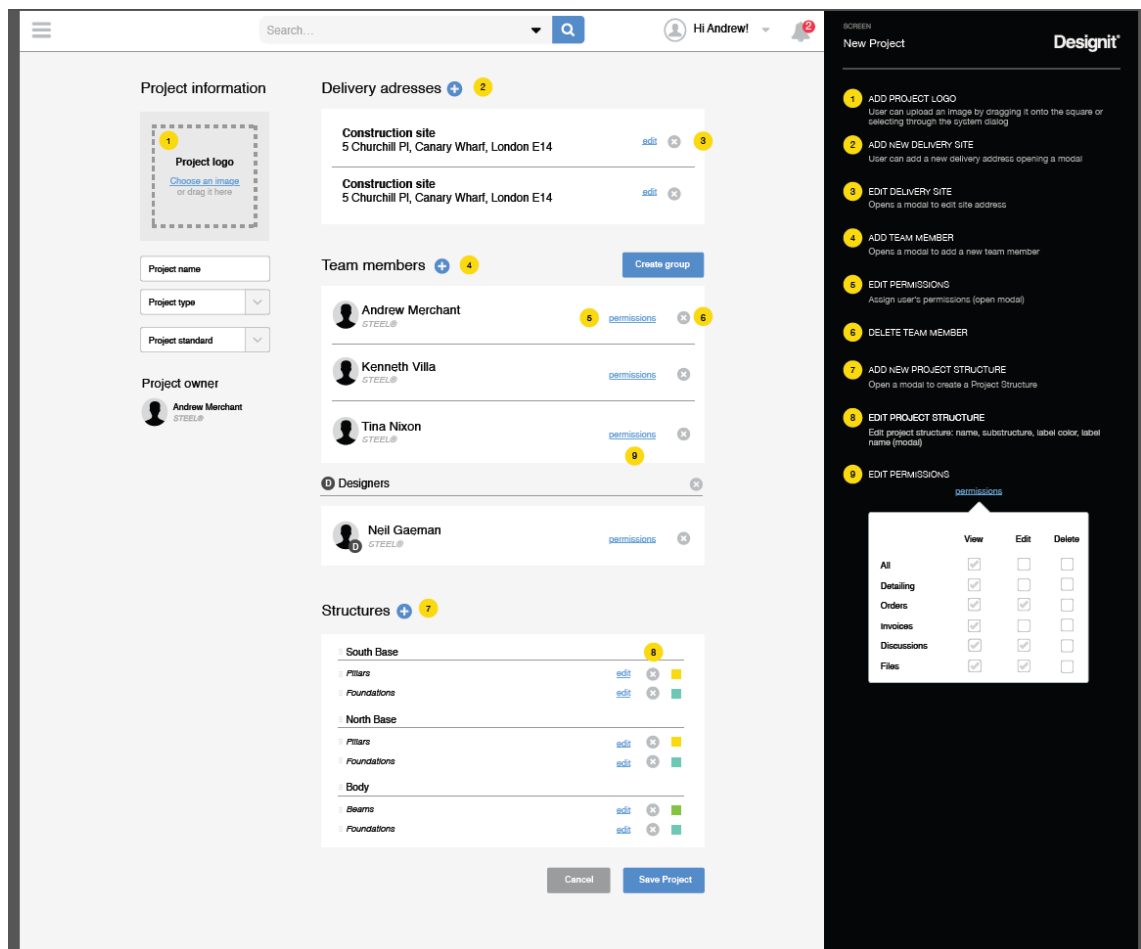 Search...
Hi Andrew!
2
Project information
1
Project logo
Choose an image
or drag it here
Project name
Project type
Project standard
Project owner
Andrew Merchant
STEEL®
Delivery adresses
2
Construction site
5 Churchill Pl, Canary Wharf, London E14
edit
3
Construction site
5 Churchill Pl, Canary Wharf, London E14
edit
Team members
4
Create group
Andrew Merchant
STEEL®
5
permissions
6
Kenneth Villa
STEEL®
permissions
Tina Nixon
STEEL®
permissions
9
D Designers
Neil Gaeman
D
STEEL®
permissions
Structures
7
South Base
8
Pillars
edit
Foundations
edit
North Base
Pillars
edit
Foundations
edit
Body
Beams
edit
Foundations
edit
Cancel
Save Project
SCREEN
New Project
Designit*
1 ADD PROJECT LOGO
User can upload an image by dragging it onto the square or
selecting through the system dialog
2 ADD NEW DELIVERY SITE
User can add a new delivery address opening a modal
3 EDIT DELIVERY SITE
Opens a modal to edit site address
4 ADD TEAM MEMBER
Opens a modal to add a new team member
5 EDIT PERMISSIONS
Assign user's permissions (open modal)
6 DELETE TEAM MEMBER
7 ADD NEW PROJECT STRUCTURE
Open a modal to create a Project Structure
8 EDIT PROJECT STRUCTURE
Edit project structure: name, substructure, label color, label
name (modal)
9 EDIT PERMISSIONS
permissions
View Edit Delete
All
Detailing
Orders
Invoices
Discussions
Files